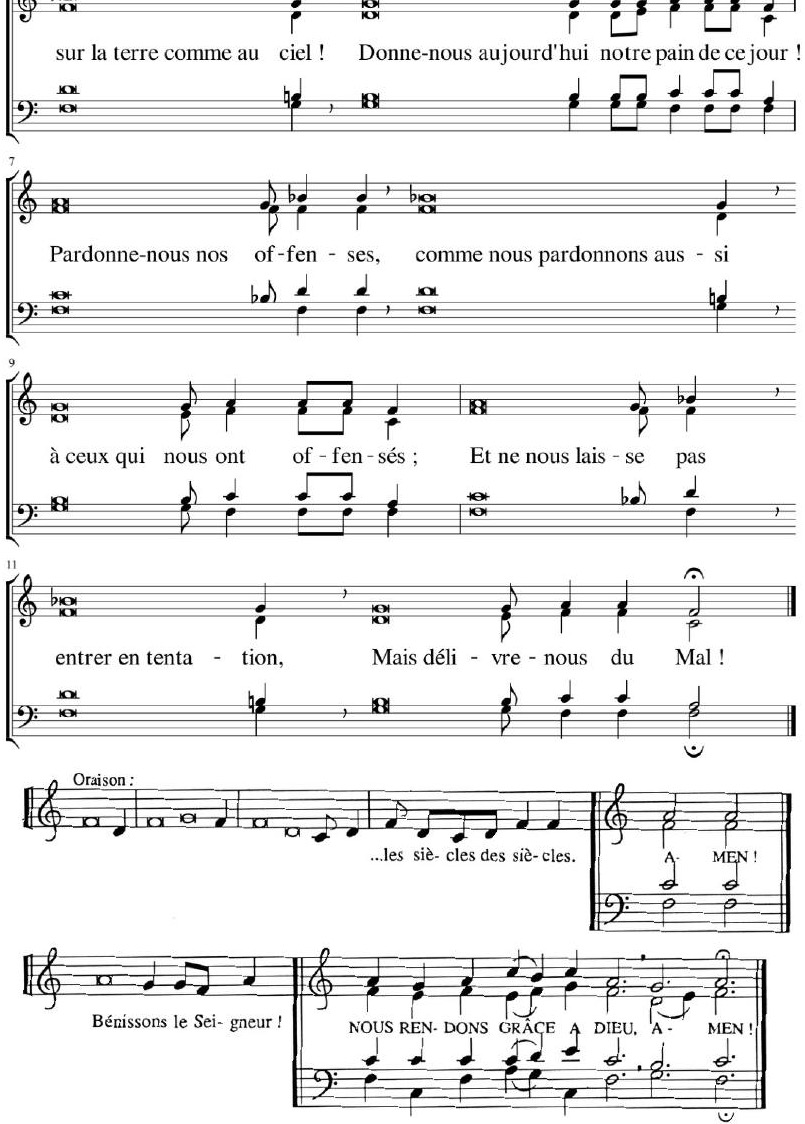 sur la terre comme au ciel ! Donne-nous aujourd'hui notre pain de ce jour !
7
Pardonne-nous nos of - fen - ses, comme nous pardonnons aus - si
9
à ceux qui nous ont of - fen - sés ; Et ne nous lais - se pas
11
entrer en tenta - tion, Mais déli - vre - nous du Mal !
Oraison :
...les siè- cles des siè- cles. A- MEN !
Bénissons le Sei- gneur ! NOUS REN- DONS GRÂCE A DIEU, A - MEN !